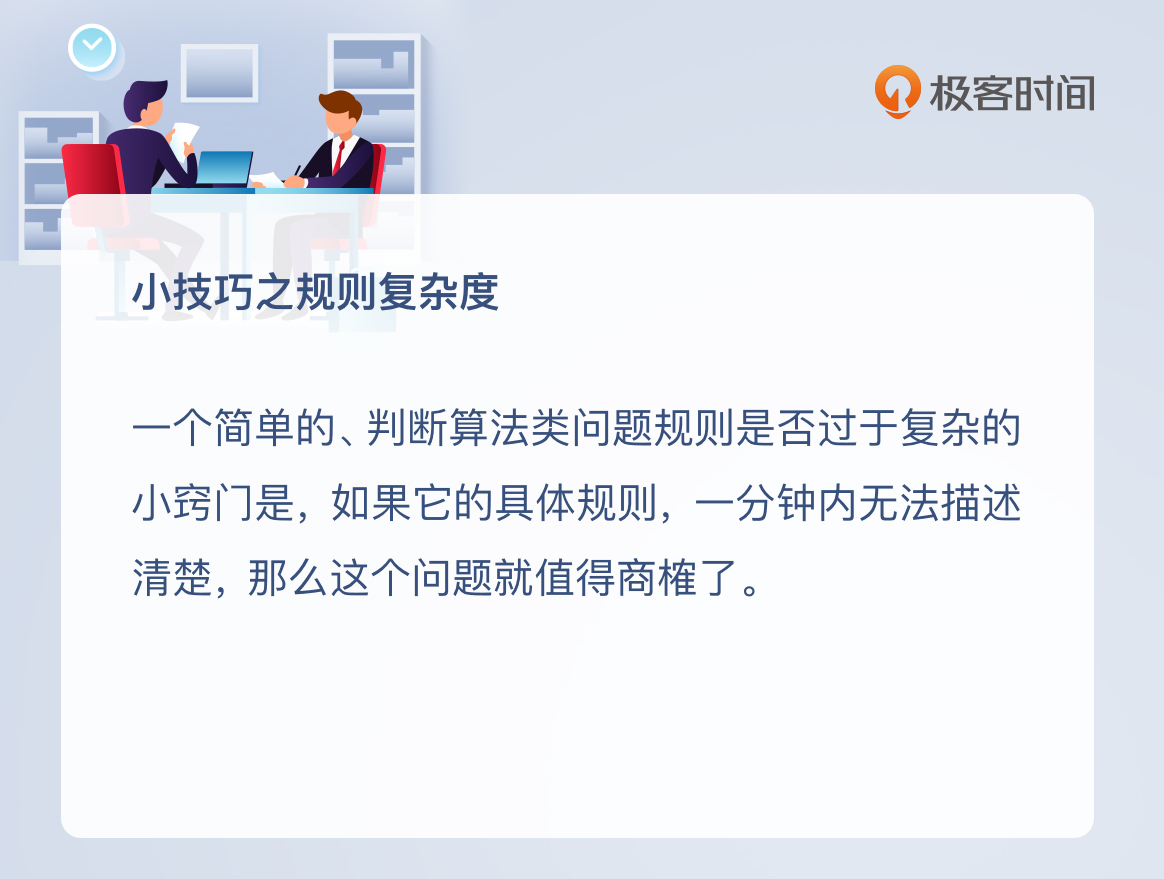 极客时间
小技巧之规则复杂度
一个简单的、判断算法类问题规则是否过于复杂的
小窍门是，如果它的具体规则，一分钟内无法描述
清楚，那么这个问题就值得商榷了。